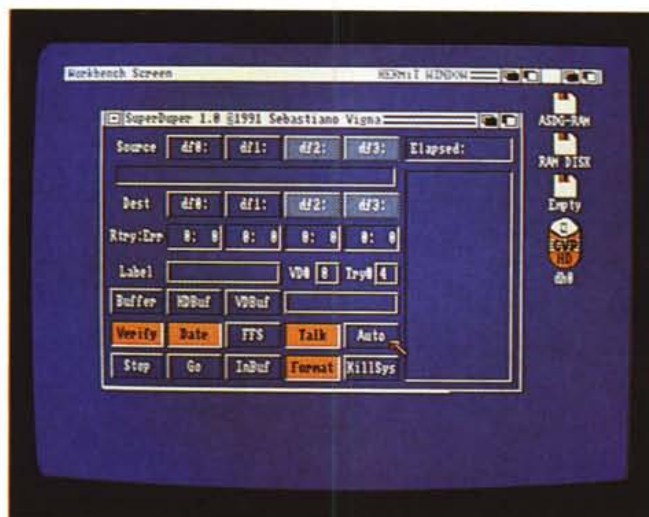 Workbench Screen HERMiT WINDOW
SuperDuper 1.0 ©1991 Sebastiano Vigna
Source df0: df1: df2: df3: Elapsed:
Dest df0: df1: df2: df3:
Rtry:Err 0: 0 0: 0 0: 0 0: 0
Label VD# 8 Try# 4
Buffer HDBuf VDBuf
Verify Date FFS Talk Auto
Stop Go InBuf Format KillSys
ASDG-RAM
RAM DISK
Empty
GVP
HD
dh0